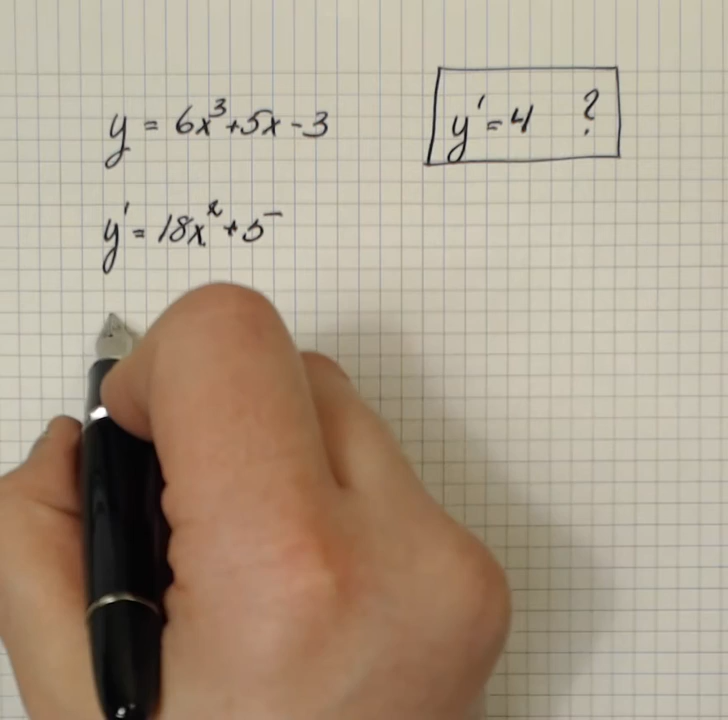 y = 6x³+5x-3
y' = 4 ?
y' = 18x²+5